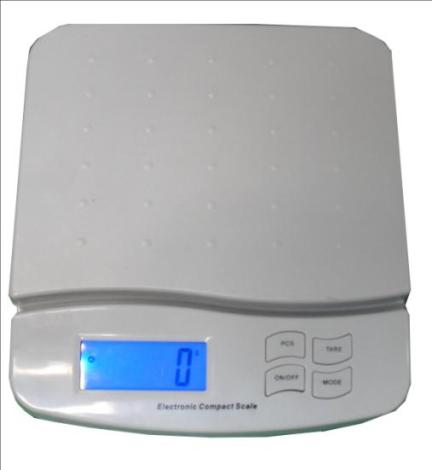 0
PCS
TARE
ON/OFF
MODE
Electronic Compact Scale